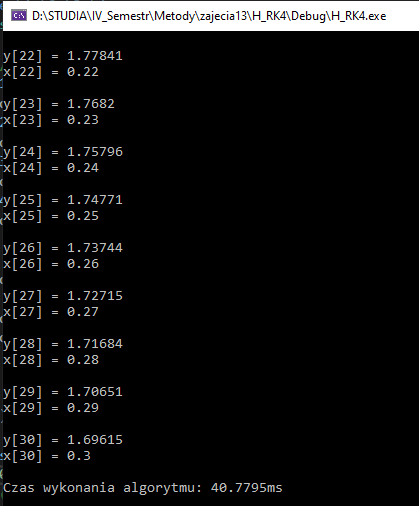 D:\STUDIA\IV_Semestr\Metody\zajecia13\H_RK4\Debug\H_RK4.exe
y[22] = 1.77841
x[22] = 0.22
y[23] = 1.7682
x[23] = 0.23
y[24] = 1.75796
x[24] = 0.24
y[25] = 1.74771
x[25] = 0.25
y[26] = 1.73744
x[26] = 0.26
y[27] = 1.72715
x[27] = 0.27
y[28] = 1.71684
x[28] = 0.28
y[29] = 1.70651
x[29] = 0.29
y[30] = 1.69615
x[30] = 0.3
Czas wykonania algorytmu: 40.7795ms